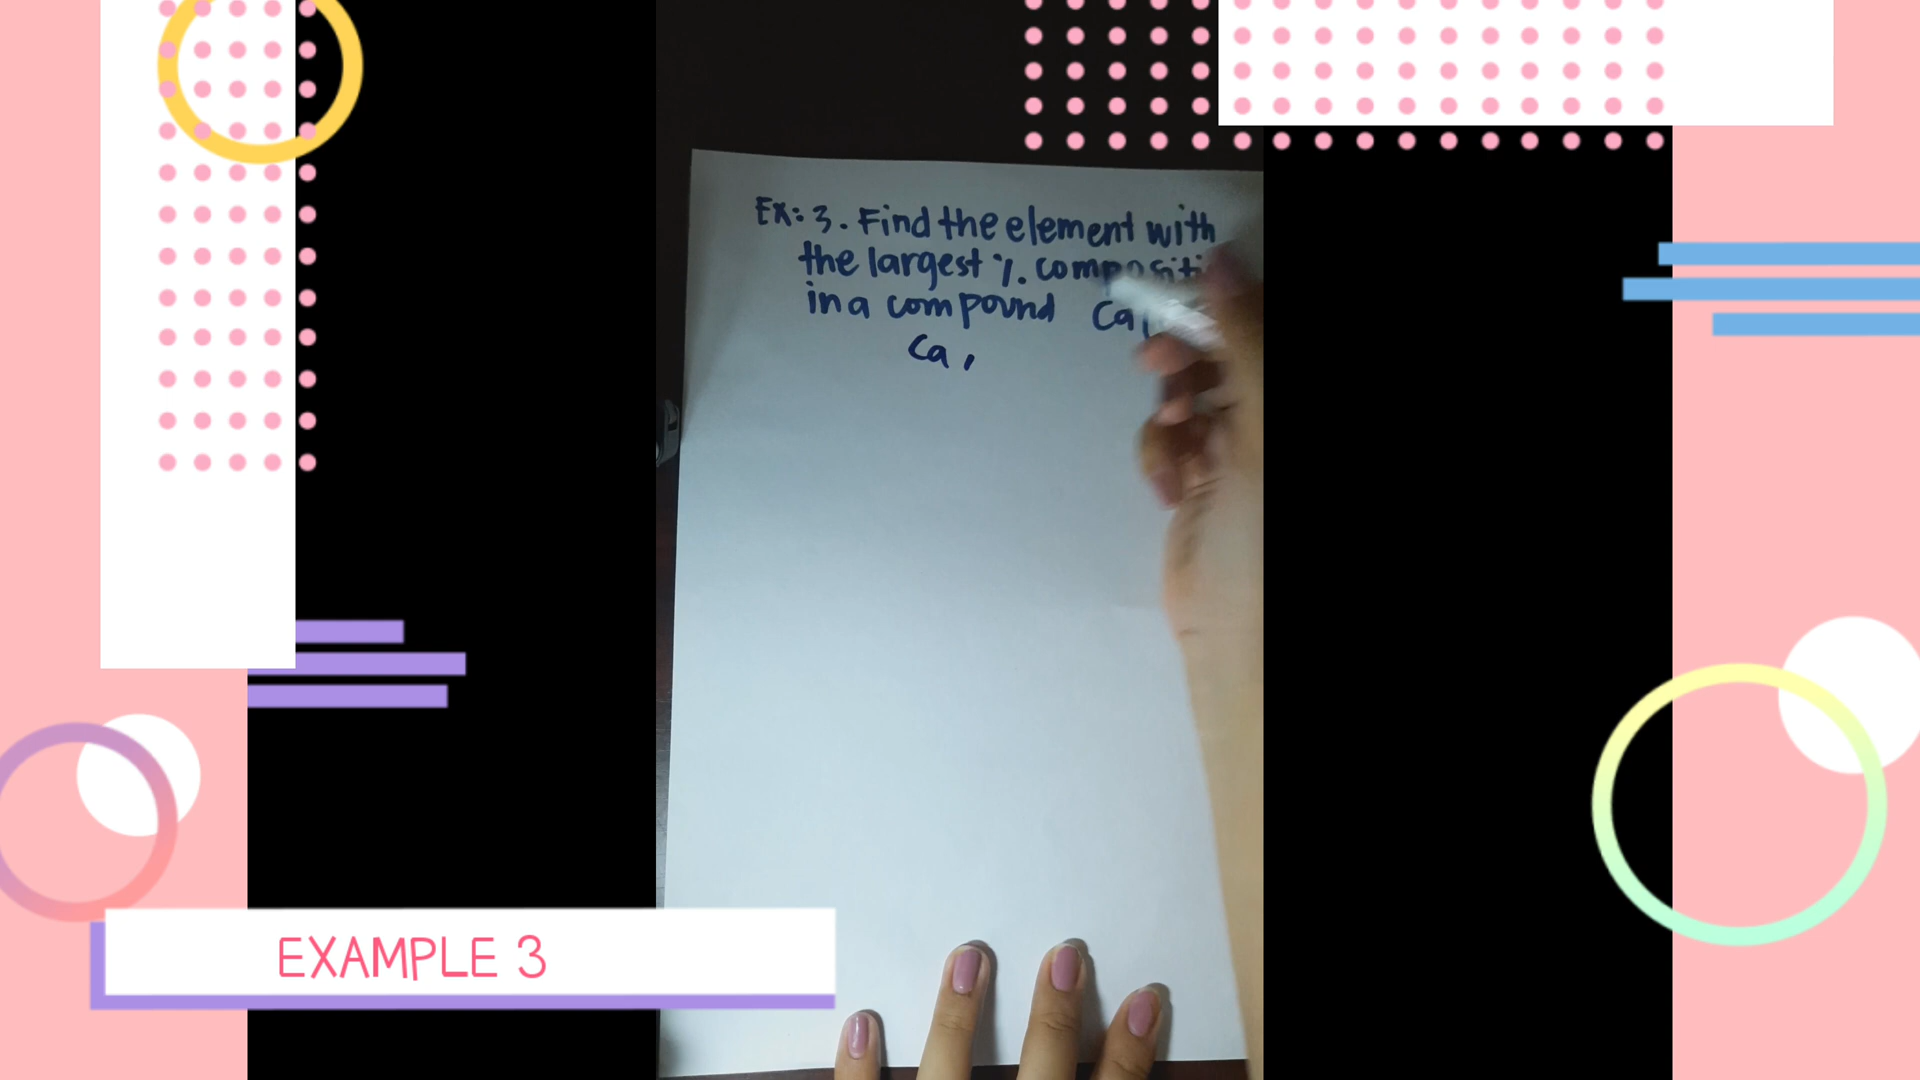 Ex: 3. Find the element with
the largest %. compositi
in a compound Ca(
Ca,
EXAMPLE 3